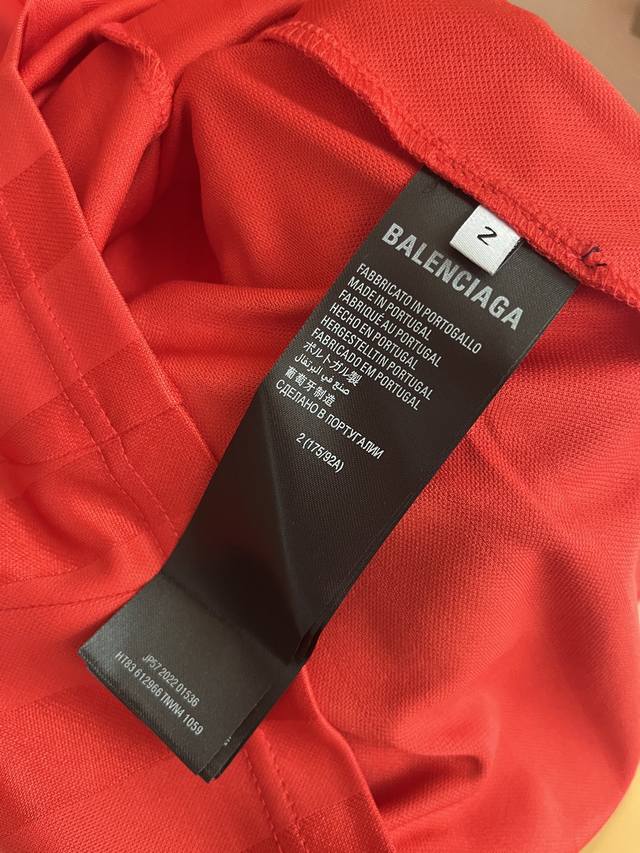 2
BALENCIAGA
FABBRICATO IN PORTOGALLO
MADE IN PORTUGAL
FABRIQUÉ AU PORTUGAL
HECHO EN PORTUGAL
HERGESTELLT IN PORTUGAL
FABRICADO EM PORTUGAL
ポルトガル製
صنع في البرتغال
葡萄牙制造
СДЕЛАНО В ПОРТУГАЛИИ
2 (175/92A)
JP57 2022 01536
HT83 612966 TNVN4 1059